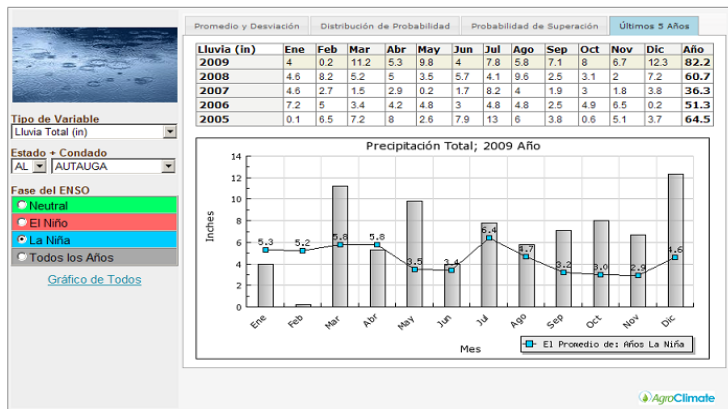 Promedio y Desviación Distribución de Probabilidad Probabilidad de Superación Últimos 5 Años
Tipo de Variable
Lluvia Total (in)
Estado + Condado
AL AUTAUGA
Fase del ENSO
Neutral
El Niño
La Niña
Todos los Años
Gráfico de Todos
Lluvia (in) Ene Feb Mar Abr May Jun Jul Ago Sep Oct Nov Dic Año
2009 4 0.2 11.2 5.3 9.8 4 7.8 5.8 7.1 8 6.7 12.3 82.2
2008 4.6 8.2 5.2 5 3.5 5.7 4.1 9.6 2.5 3.1 2 7.2 60.7
2007 4.6 2.7 1.5 2.9 0.2 1.7 8.2 4 1.9 3 1.8 3.8 36.3
2006 7.2 5 3.4 4.2 4.8 3 4.8 4.8 2.5 4.9 6.5 0.2 51.3
2005 0.1 6.5 7.2 8 2.6 7.9 13 6 3.8 0.6 5.1 3.7 64.5
Precipitación Total; 2009 Año
14
12
10
8
6
4
2
0
Inches
5.3 5.2 5.8 5.8 3.5 3.4 6.4 4.7 3.2 3.0 2.9 4.6
Ene Feb Mar Abr May Jun Jul Ago Sep Oct Nov Dic
Mes
El Promedio de: Años La Niña
AgroClimate